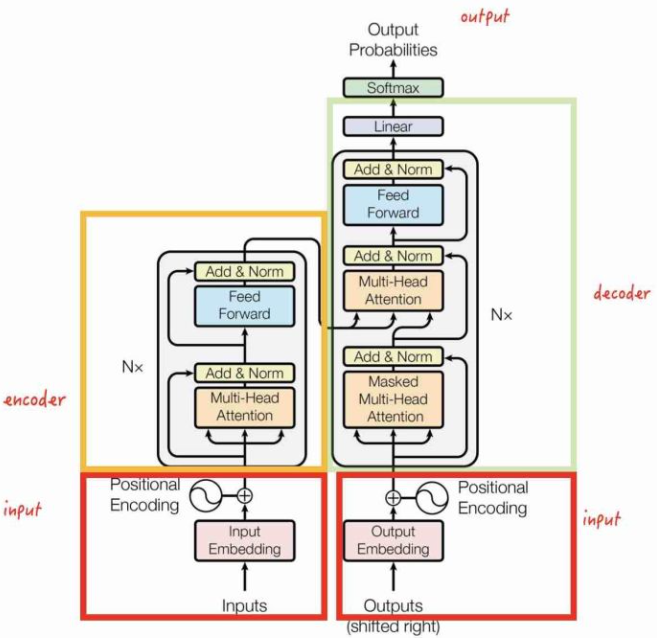 output
Output
Probabilities
Softmax
Linear
Add & Norm
Feed
Forward
Add & Norm
Multi-Head
Attention
decoder
Nx
Add & Norm
Masked
Multi-Head
Attention
Add & Norm
Feed
Forward
Nx
Add & Norm
encoder
Multi-Head
Attention
Positional
Encoding
input
Input
Embedding
Inputs
Positional
Encoding
input
Output
Embedding
Outputs
(shifted right)